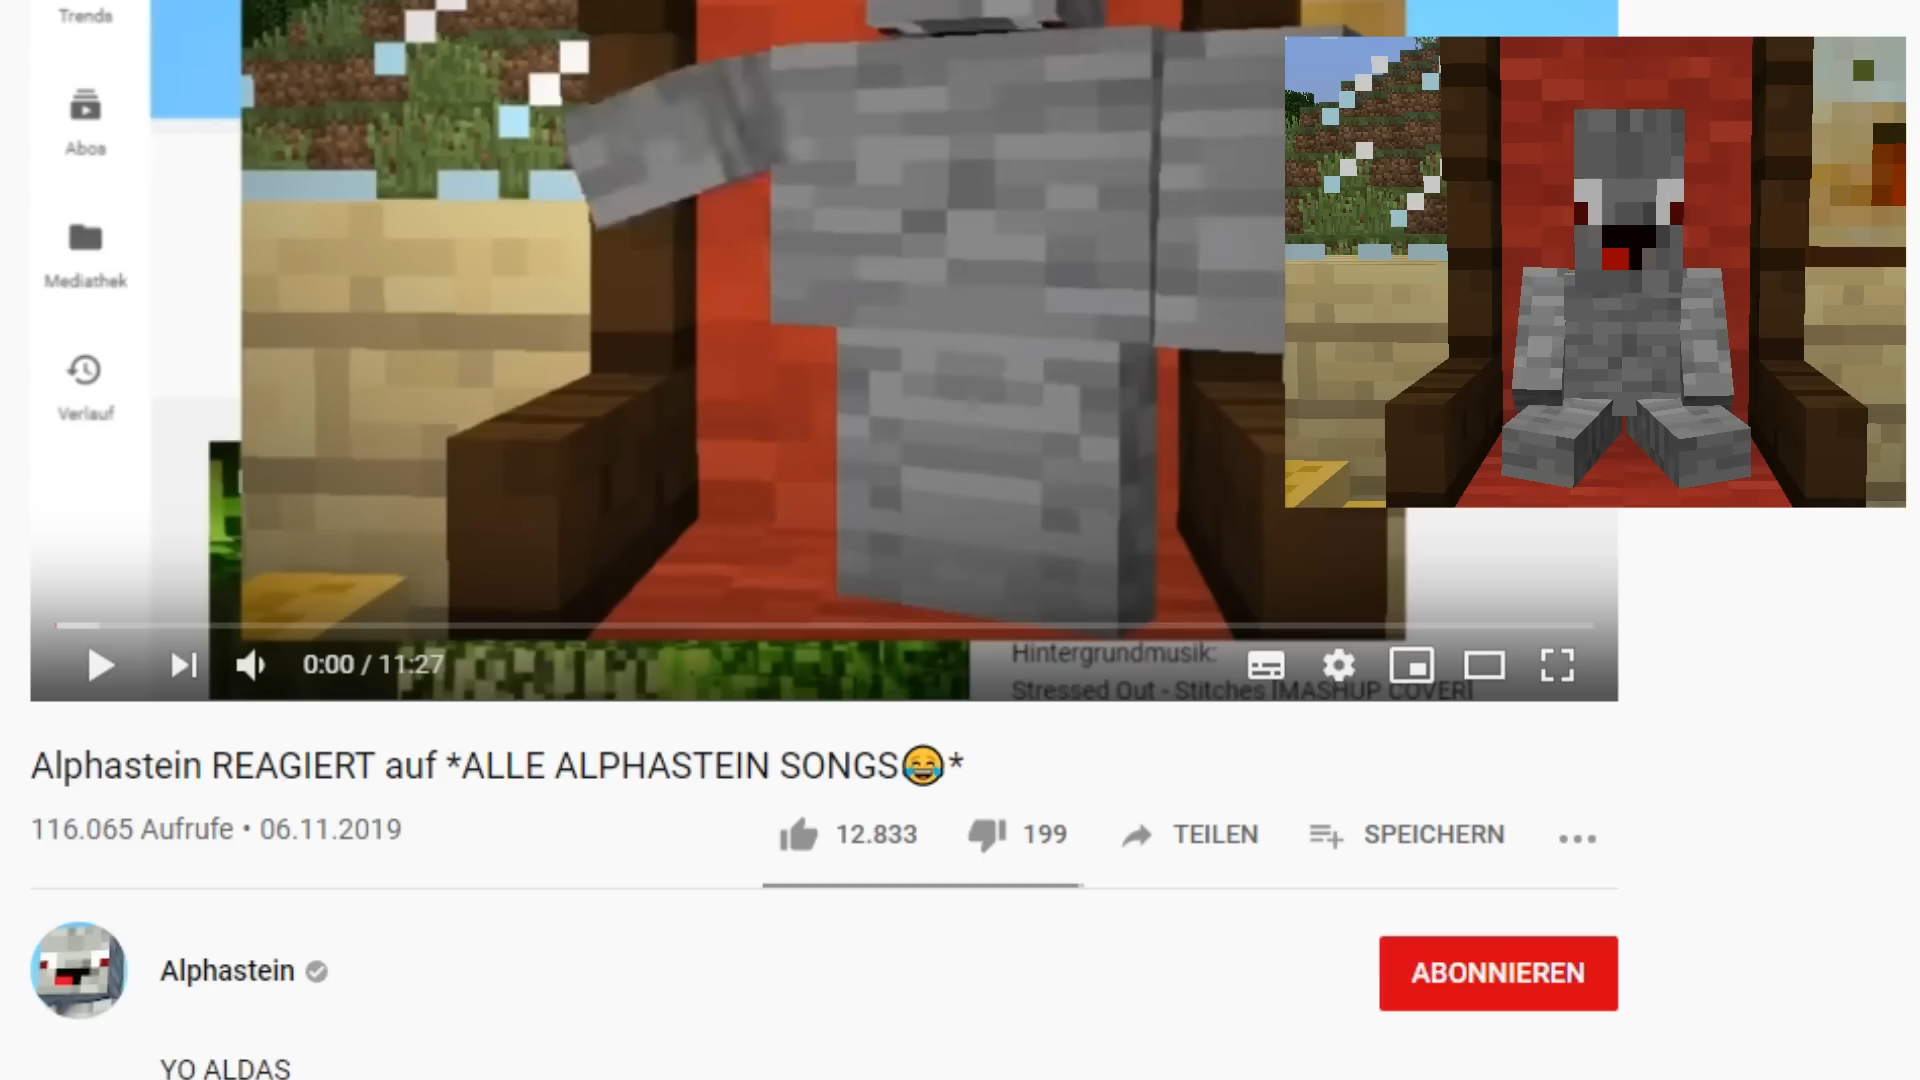 Trends
Abos
Mediathek
Verlauf
0:00 / 11:27
Hintergrundmusik:
Stressed Out - Stitches [MASHUP COVER]
Alphastein REAGIERT auf *ALLE ALPHASTEIN SONGS😂*
116.065 Aufrufe • 06.11.2019
12.833
199
TEILEN
SPEICHERN
Alphastein
ABONNIEREN
YO ALDAS